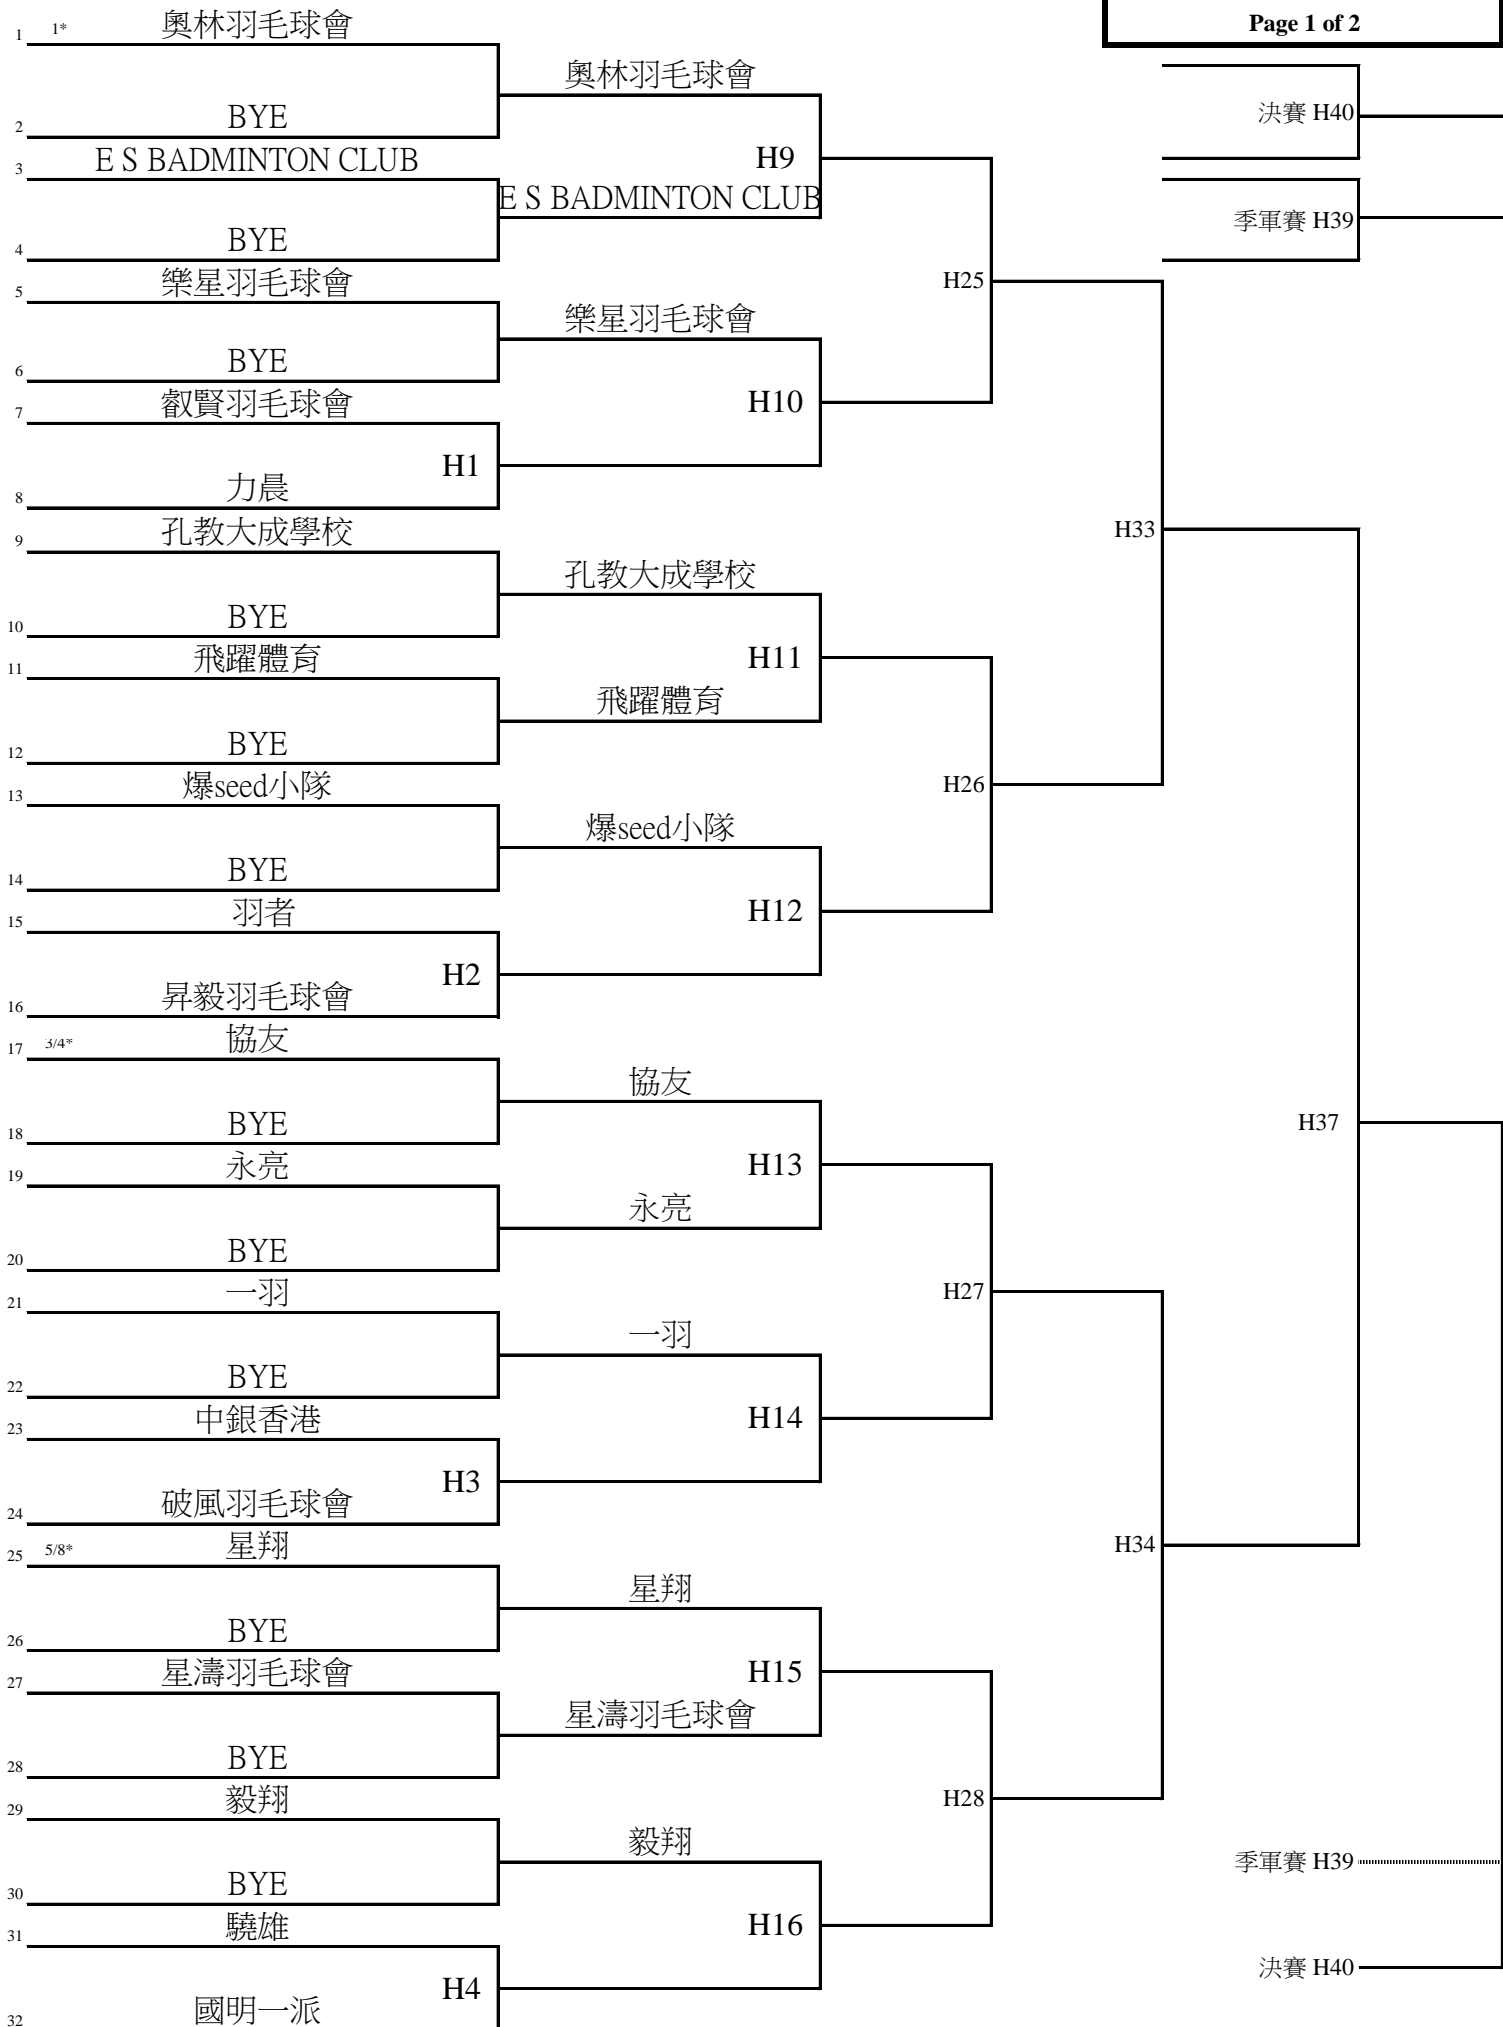 Page 1 of 2
1 1* 奧林羽毛球會
奧林羽毛球會
決賽 H40
2 BYE
H9
3 E S BADMINTON CLUB
E S BADMINTON CLUB
季軍賽 H39
4 BYE
H25
5 樂星羽毛球會
樂星羽毛球會
6 BYE
H10
7 叡賢羽毛球會
H1
8 力晨
9 孔教大成學校
H33
孔教大成學校
10 BYE
H11
11 飛躍體育
飛躍體育
12 BYE
H26
13 爆seed小隊
爆seed小隊
14 BYE
H12
15 羽者
H2
16 昇毅羽毛球會
17 3/4* 協友
協友
18 BYE
H37
19 永亮
H13
永亮
20 BYE
H27
21 一羽
一羽
22 BYE
H14
23 中銀香港
H3
24 破風羽毛球會
25 5/8* 星翔
H34
星翔
26 BYE
H15
27 星濤羽毛球會
星濤羽毛球會
28 BYE
H28
29 毅翔
毅翔
季軍賽 H39
30 BYE
H16
31 驍雄
決賽 H40
H4
32 國明一派